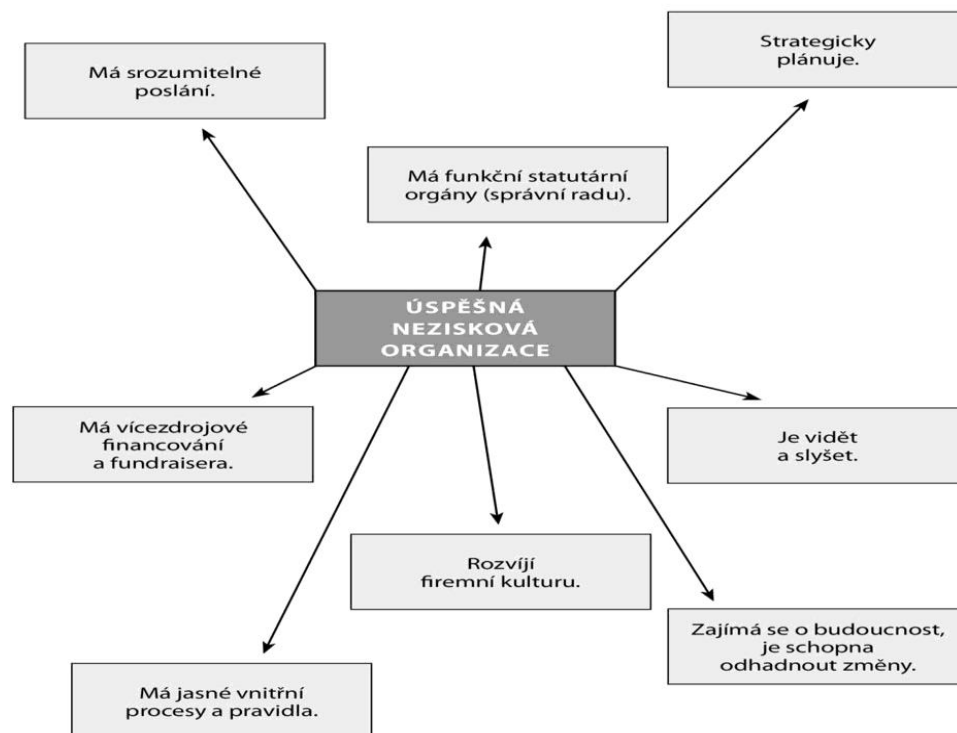 Má srozumitelné
poslání.
Strategicky
plánuje.
Má funkční statutární
orgány (správní radu).
ÚSPĚŠNÁ
NEZISKOVÁ
ORGANIZACE
Má vícezdrojové
financování
a fundraisera.
Je vidět
a slyšet.
Rozvíjí
firemní kulturu.
Zajímá se o budoucnost,
je schopna
odhadnout změny.
Má jasné vnitřní
procesy a pravidla.